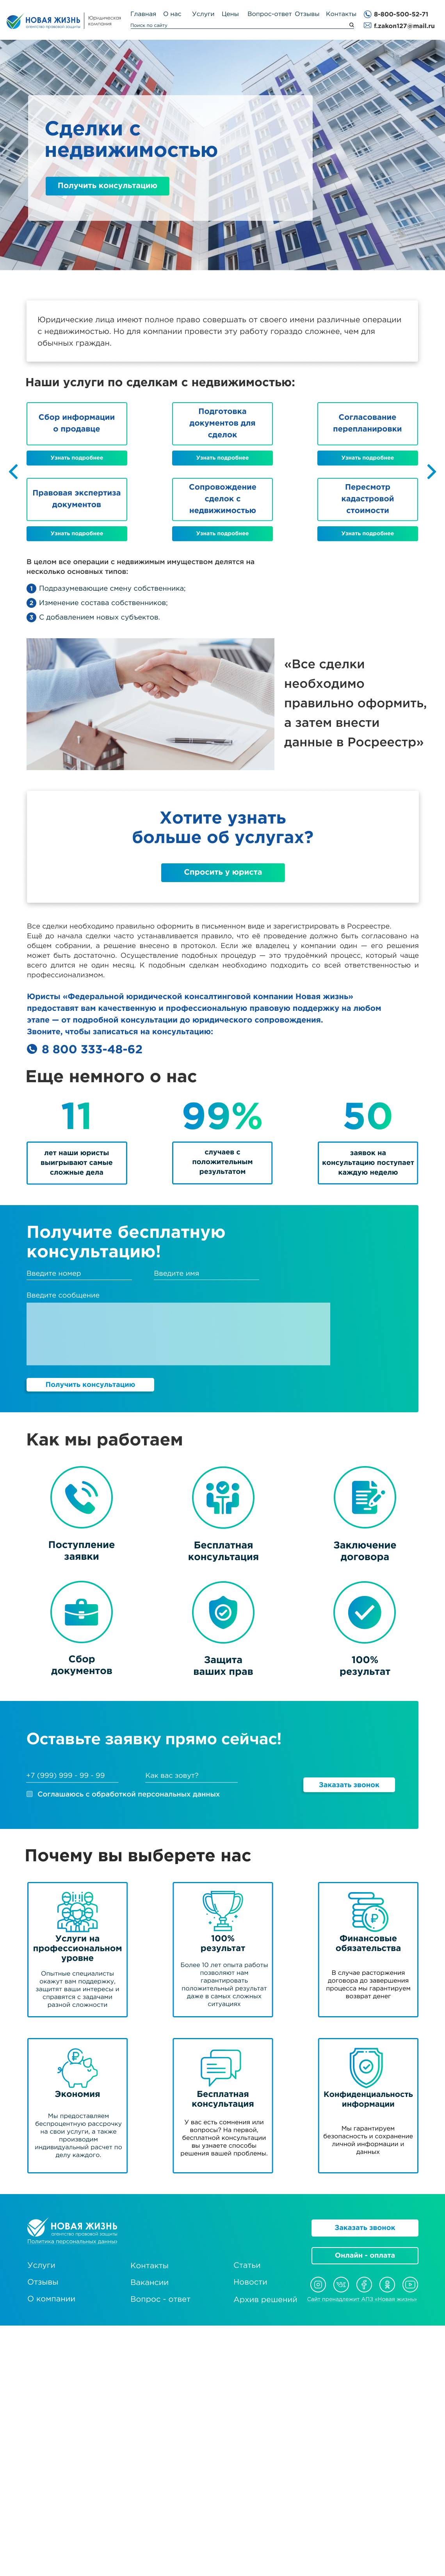 НОВАЯ ЖИЗНЬ
агентство правовой защиты
Юридическая
компания
Главная О нас Услуги Цены Вопрос-ответ Отзывы Контакты
Поиск по сайту
8-800-500-52-71
f.zakon127@mail.ru
Сделки с
недвижимостью
Получить консультацию
Юридические лица имеют полное право совершать от своего имени различные операции
с недвижимостью. Но для компании провести эту работу гораздо сложнее, чем для
обычных граждан.
Наши услуги по сделкам с недвижимостью:
Сбор информации
о продавце
Узнать подробнее
Подготовка
документов для
сделок
Узнать подробнее
Согласование
перепланировки
Узнать подробнее
Правовая экспертиза
документов
Узнать подробнее
Сопровождение
сделок с
недвижимостью
Узнать подробнее
Пересмотр
кадастровой
стоимости
Узнать подробнее
В целом все операции с недвижимым имуществом делятся на
несколько основных типов:
1 Подразумевающие смену собственника;
2 Изменение состава собственников;
3 С добавлением новых субъектов.
«Все сделки
необходимо
правильно оформить,
а затем внести
данные в Росреестр»
Хотите узнать
больше об услугах?
Спросить у юриста
Все сделки необходимо правильно оформить в письменном виде и зарегистрировать в Росреестре.
Ещё до начала сделки часто устанавливается правило, что её проведение должно быть согласовано на
общем собрании, а решение внесено в протокол. Если же владелец у компании один — его решения
может быть достаточно. Осуществление подобных процедур — это трудоёмкий процесс, который чаще
всего длится не один месяц. К подобным сделкам необходимо подходить со всей ответственностью и
профессионализмом.
Юристы «Федеральной юридической консалтинговой компании Новая жизнь»
предоставят вам качественную и профессиональную правовую поддержку на любом
этапе — от подробной консультации до юридического сопровождения.
Звоните, чтобы записаться на консультацию:
8 800 333-48-62
Еще немного о нас
11
лет наши юристы
выигрывают самые
сложные дела
99%
случаев с
положительным
результатом
50
заявок на
консультацию поступает
каждую неделю
Получите бесплатную
консультацию!
Введите номер
Введите имя
Введите сообщение
Получить консультацию
Как мы работаем
Поступление
заявки
Бесплатная
консультация
Заключение
договора
Сбор
документов
Защита
ваших прав
100%
результат
Оставьте заявку прямо сейчас!
+7 (999) 999 - 99 - 99
Как вас зовут?
Заказать звонок
Соглашаюсь с обработкой персональных данных
Почему вы выберете нас
Услуги на
профессиональном
уровне
Опытные специалисты
окажут вам поддержку,
защитят ваши интересы и
справятся с задачами
разной сложности
100%
результат
Более 10 лет опыта работы
позволяют нам
гарантировать
положительный результат
даже в самых сложных
ситуациях
Финансовые
обязательства
В случае расторжения
договора до завершения
процесса мы гарантируем
возврат денег
Экономия
Мы предоставляем
беспроцентную рассрочку
на свои услуги, а также
производим
индивидуальный расчет по
делу каждого.
Бесплатная
консультация
У вас есть сомнения или
вопросы? На первой,
бесплатной консультации
вы узнаете способы
решения вашей проблемы.
Конфиденциальность
информации
Мы гарантируем
безопасность и сохранение
личной информации и
данных
НОВАЯ ЖИЗНЬ
агентство правовой защиты
Политика персональных данных
Услуги
Отзывы
О компании
Контакты
Вакансии
Вопрос - ответ
Статьи
Новости
Архив решений
Заказать звонок
Онлайн - оплата
Сайт принадлежит АПЗ «Новая жизнь»